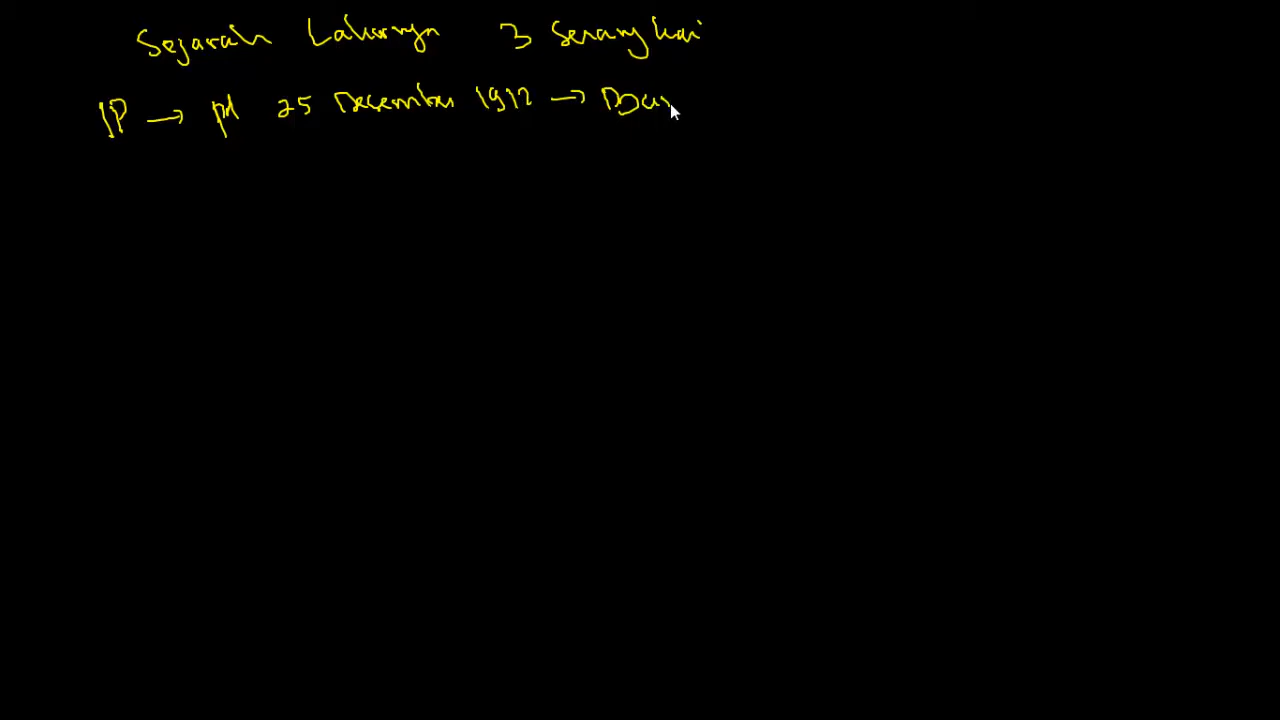 Sejarah Lahirnya 3 Serangkai
IP → pd 25 Desember 1912 →